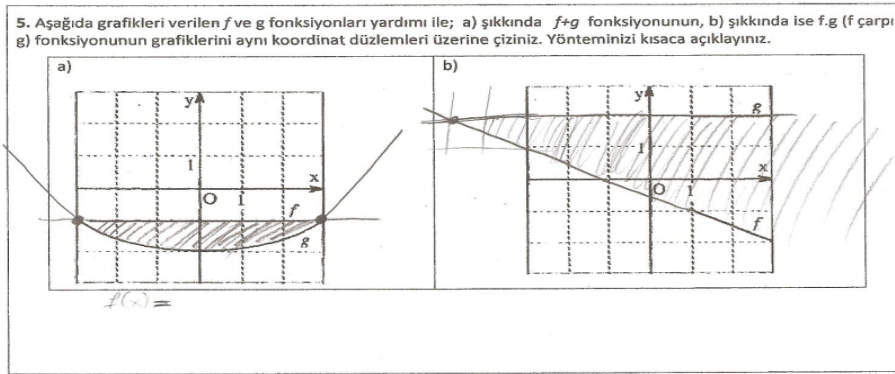 5. Aşağıda grafikleri verilen f ve g fonksiyonları yardımı ile; a) şıkkında f+g fonksiyonunun, b) şıkkında ise f.g (f çarpı
g) fonksiyonunun grafiklerini aynı koordinat düzlemleri üzerine çiziniz. Yönteminizi kısaca açıklayınız.
a)
y
1
x
O 1
f
g
f(x) =
b)
y
g
1
x
O 1
f